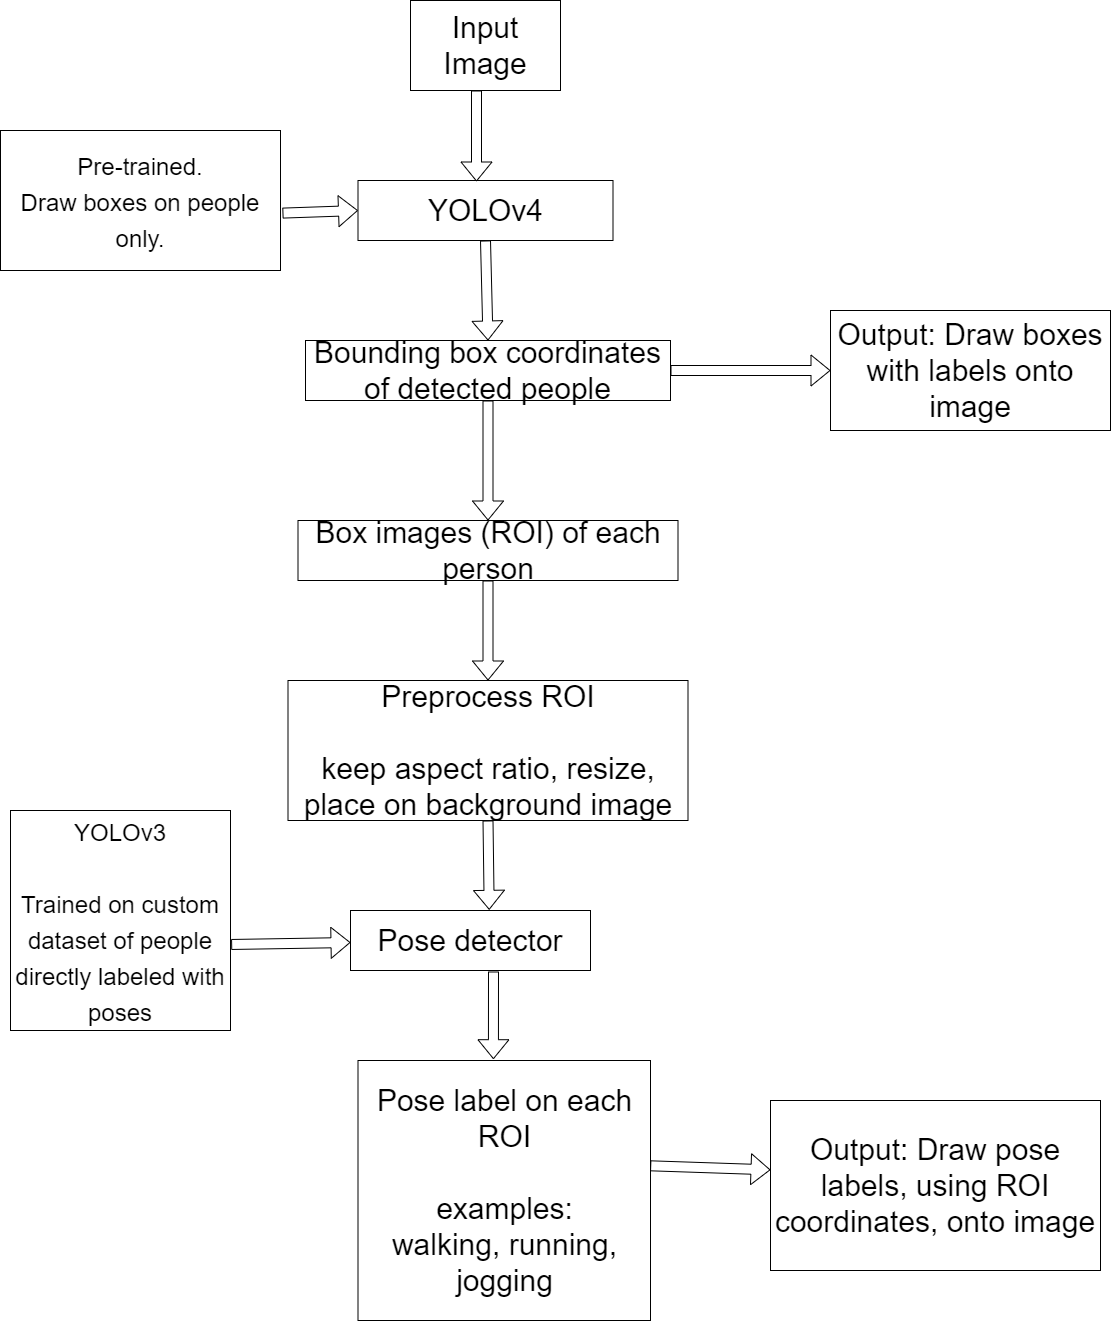 Input
Image
Pre-trained.
Draw boxes on people
only.
YOLOv4
Bounding box coordinates
of detected people
Output: Draw boxes
with labels onto
image
Box images (ROI) of each
person
Preprocess ROI
keep aspect ratio, resize,
place on background image
YOLOv3
Trained on custom
dataset of people
directly labeled with
poses
Pose detector
Pose label on each
ROI
examples:
walking, running,
jogging
Output: Draw pose
labels, using ROI
coordinates, onto image